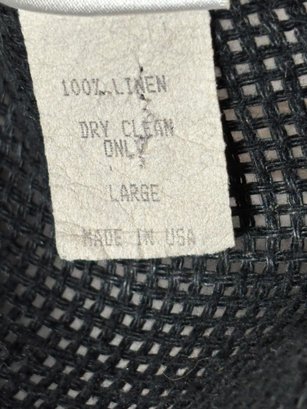 100% LINEN
DRY CLEAN
ONLY
LARGE
MADE IN USA